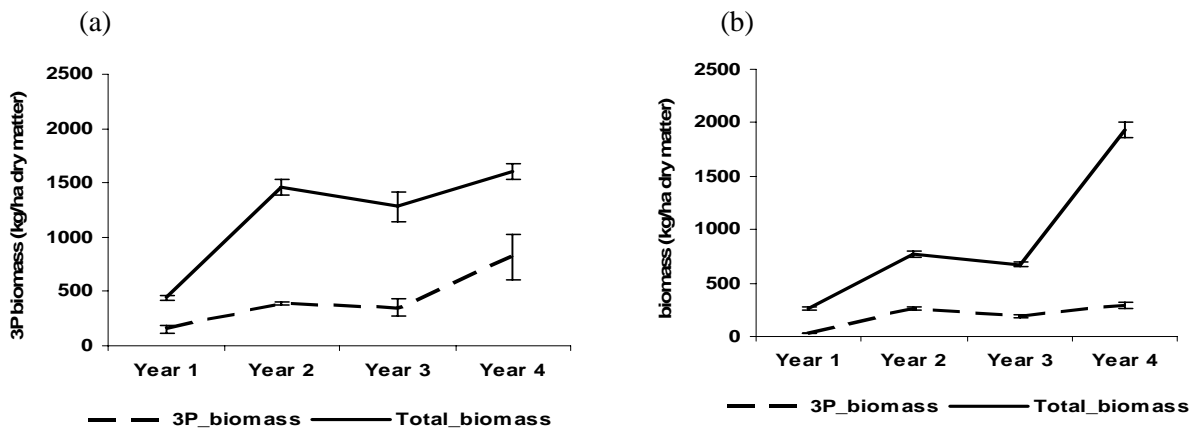 (a)
3P biomass (kg/ha dry matter)
2500
2000
1500
1000
500
0
Year 1 Year 2 Year 3 Year 4
3P_biomass Total_biomass
(b)
biomass (kg/ha dry matter)
2500
2000
1500
1000
500
0
Year 1 Year 2 Year 3 Year 4
3P_biomass Total_biomass